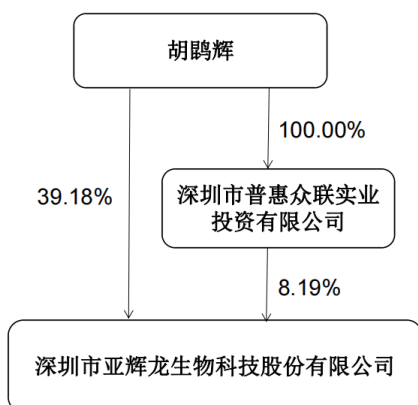 胡鹍辉
100.00%
39.18%
深圳市普惠众联实业
投资有限公司
8.19%
深圳市亚辉龙生物科技股份有限公司